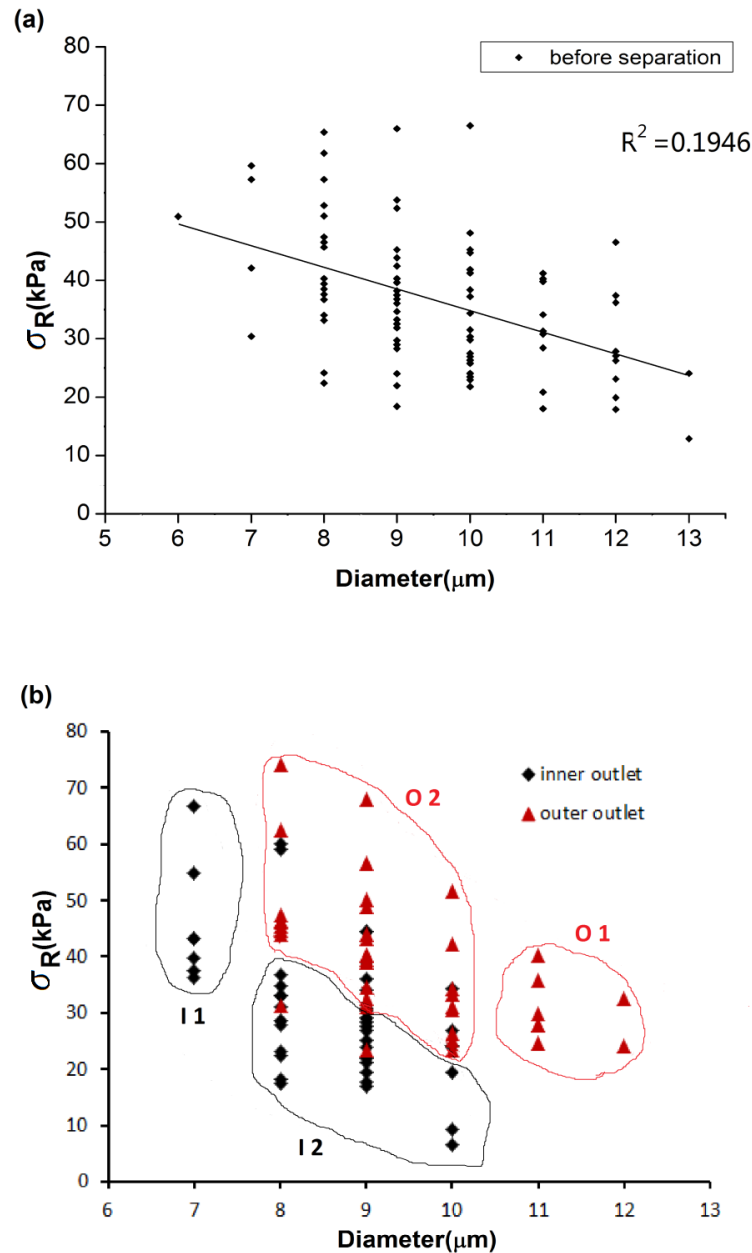 (a)
80
70
60
50
40
30
20
10
0
σR(kPa)
before separation
R² =0.1946
5 6 7 8 9 10 11 12 13
Diameter(μm)
(b)
80
70
60
50
40
30
20
10
0
σR(kPa)
inner outlet
outer outlet
O 2
O 1
I 1
I 2
6 7 8 9 10 11 12 13
Diameter(μm)